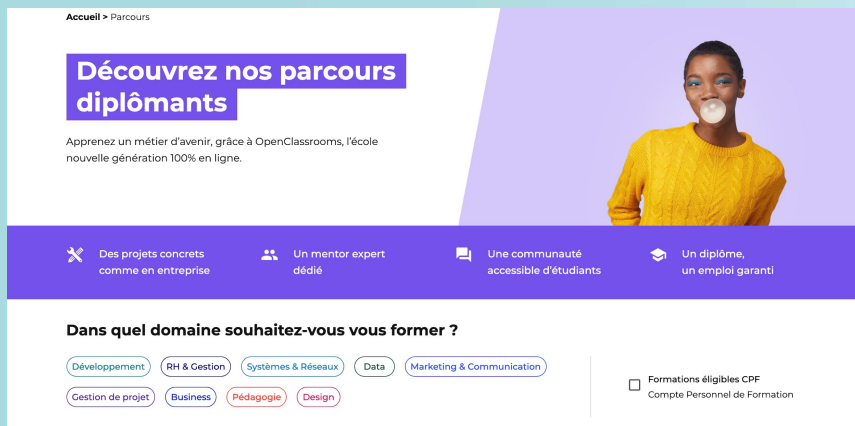 Accueil > Parcours
Découvrez nos parcours
diplômants
Apprenez un métier d'avenir, grâce à OpenClassrooms, l'école
nouvelle génération 100% en ligne.
Des projets concrets
comme en entreprise
Un mentor expert
dédié
Une communauté
accessible d'étudiants
Un diplôme,
un emploi garanti
Dans quel domaine souhaitez-vous vous former ?
Développement RH & Gestion Systèmes & Réseaux Data Marketing & Communication
Gestion de projet Business Pédagogie Design
Formations éligibles CPF
Compte Personnel de Formation